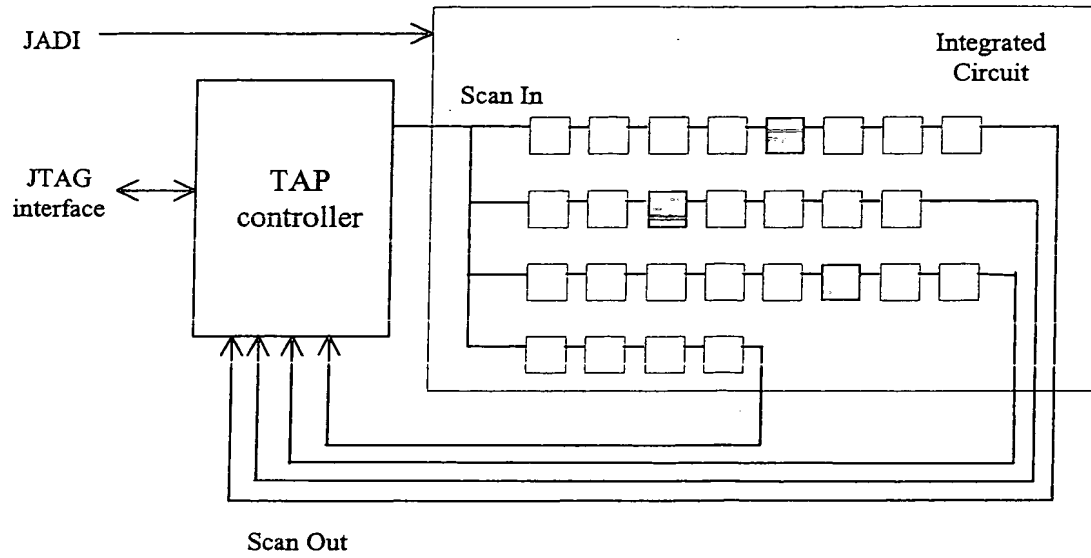 JADI
Integrated
Circuit
Scan In
JTAG
interface
TAP
controller
Scan Out